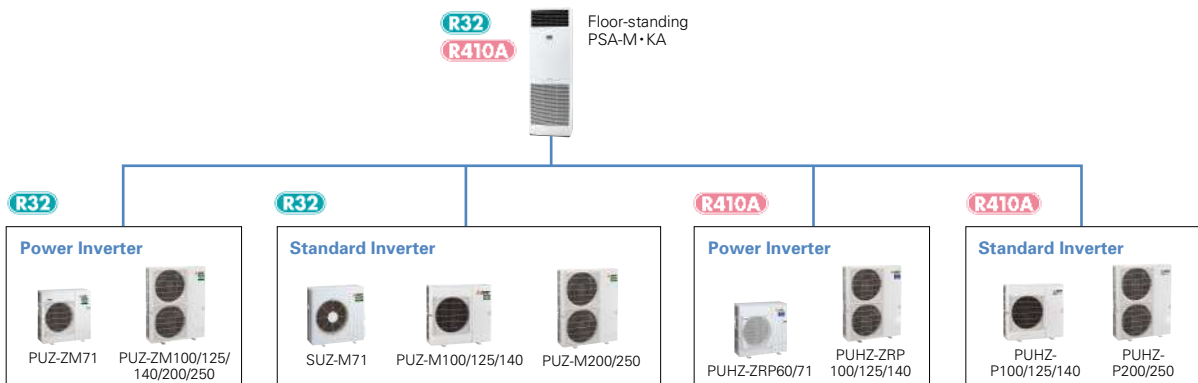 R32
R410A
Floor-standing
PSA-M•KA
R32
Power Inverter
PUZ-ZM71
PUZ-ZM100/125/
140/200/250
R32
Standard Inverter
SUZ-M71
PUZ-M100/125/140
PUZ-M200/250
R410A
Power Inverter
PUHZ-ZRP60/71
PUHZ-ZRP
100/125/140
R410A
Standard Inverter
PUHZ-
P100/125/140
PUHZ-
P200/250